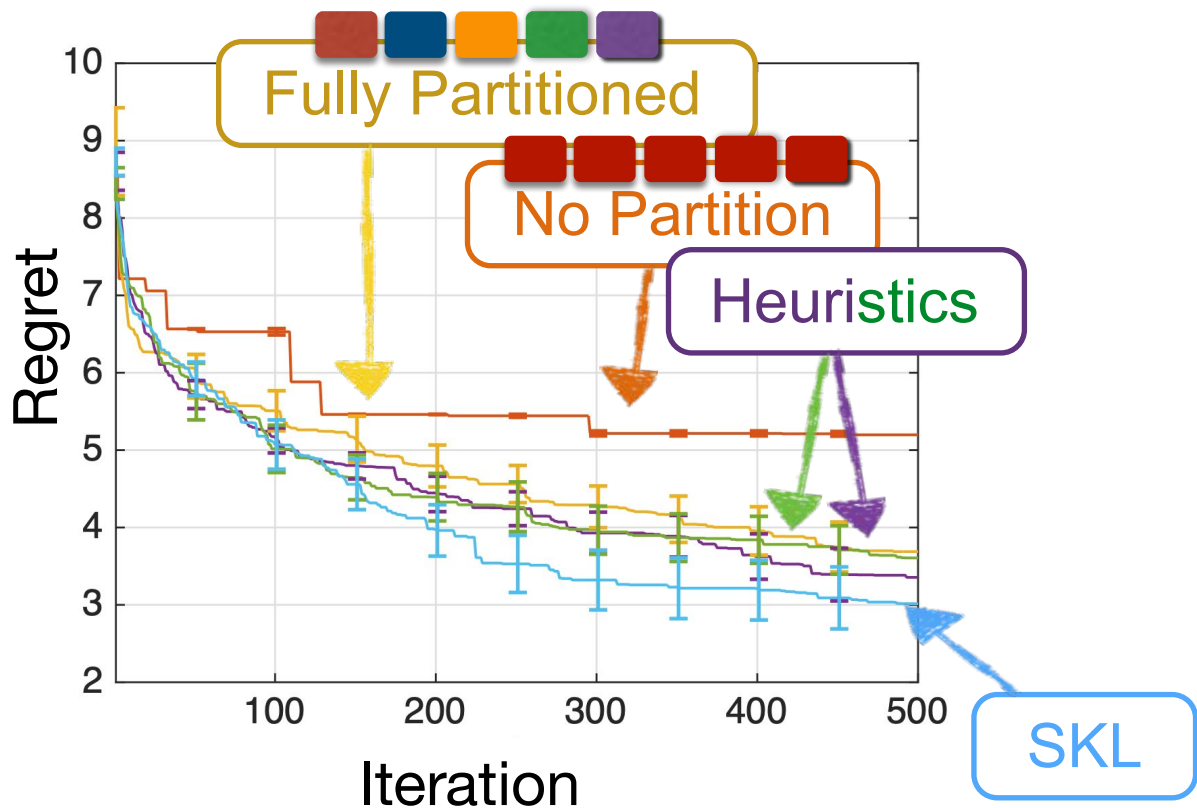 Fully Partitioned
No Partition
Heuristics
SKL
Regret
10
9
8
7
6
5
4
3
2
100
200
300
400
500
Iteration